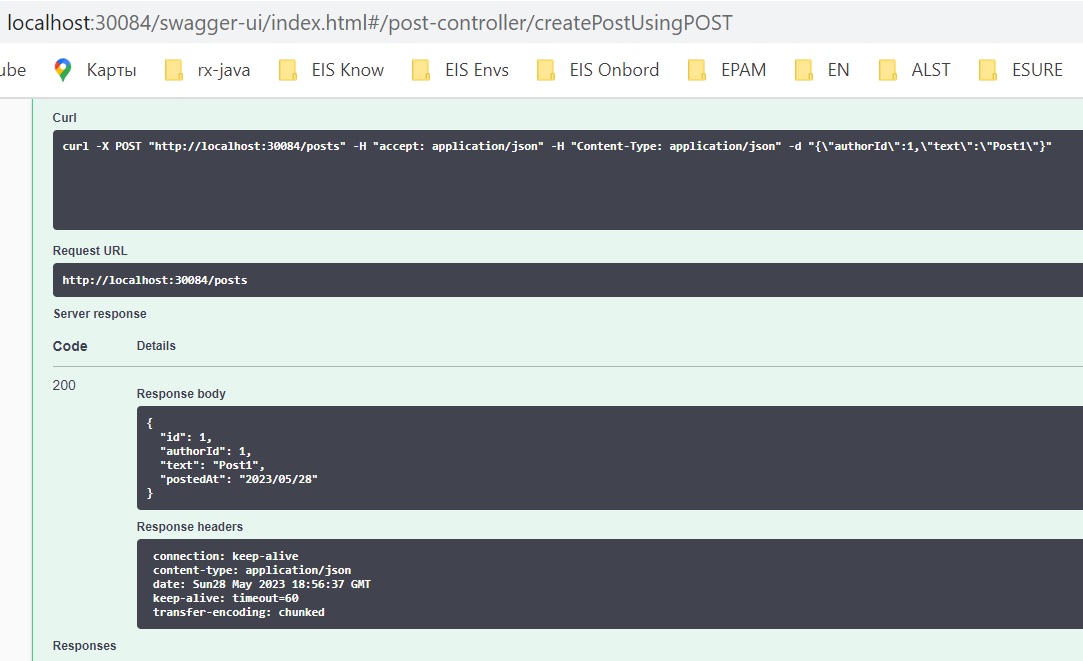 localhost:30084/swagger-ui/index.html#/post-controller/createPostUsingPOST
ube Карты rx-java EIS Know EIS Envs EIS Onbord EPAM EN ALST ESURE
Curl
curl -X POST "http://localhost:30084/posts" -H "accept: application/json" -H "Content-Type: application/json" -d "{\"authorId\":1,\"text\":\"Post1\"}"
Request URL
http://localhost:30084/posts
Server response
Code Details
200
Response body
{
"id": 1,
"authorId": 1,
"text": "Post1",
"postedAt": "2023/05/28"
}
Response headers
connection: keep-alive
content-type: application/json
date: Sun28 May 2023 18:56:37 GMT
keep-alive: timeout=60
transfer-encoding: chunked
Responses